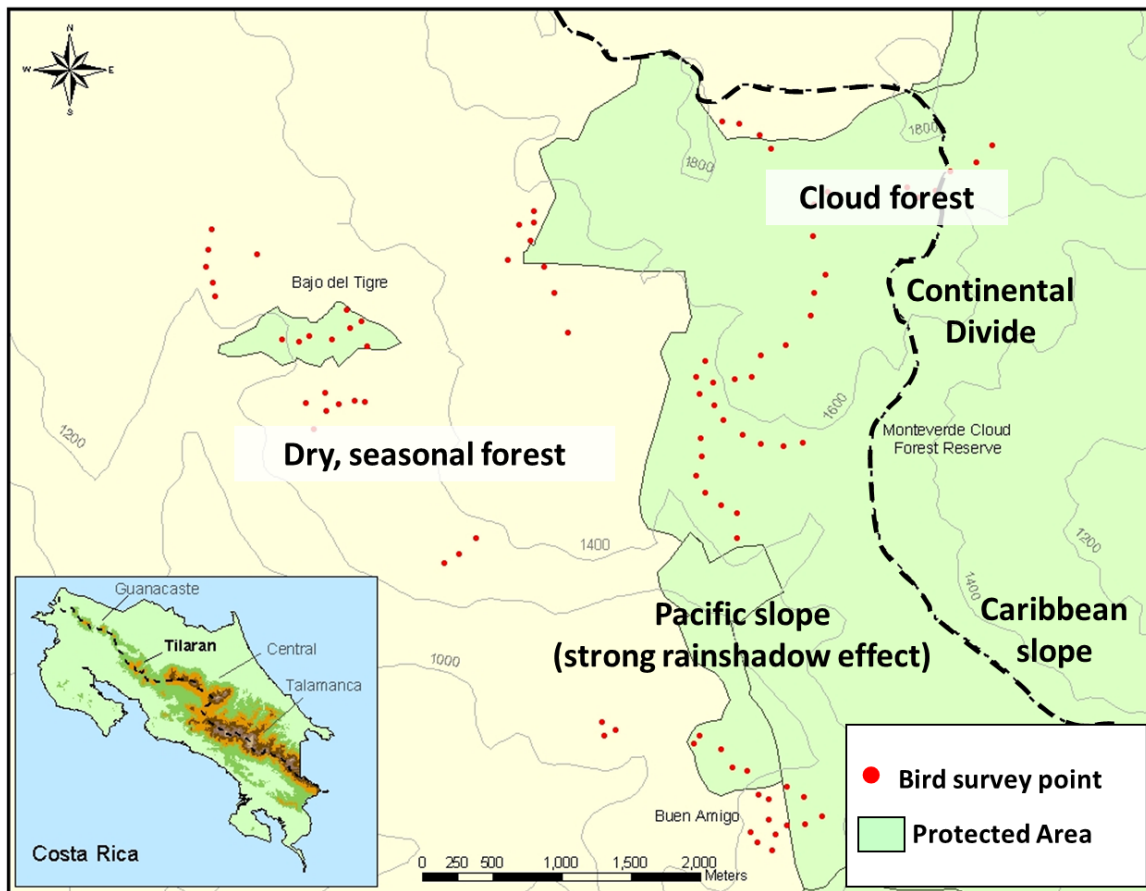 N
W
E
S
1800
1800
Cloud forest
Bajo del Tigre
Continental
Divide
1200
1600
Monteverde Cloud
Forest Reserve
Dry, seasonal forest
1400
1200
1400
Pacific slope
(strong rainshadow effect)
Caribbean
slope
1000
Guanacaste
Tilaran
Central
Talamanca
Costa Rica
Buen Amigo
Bird survey point
Protected Area
0 250 500 1,000 1,500 2,000
Meters